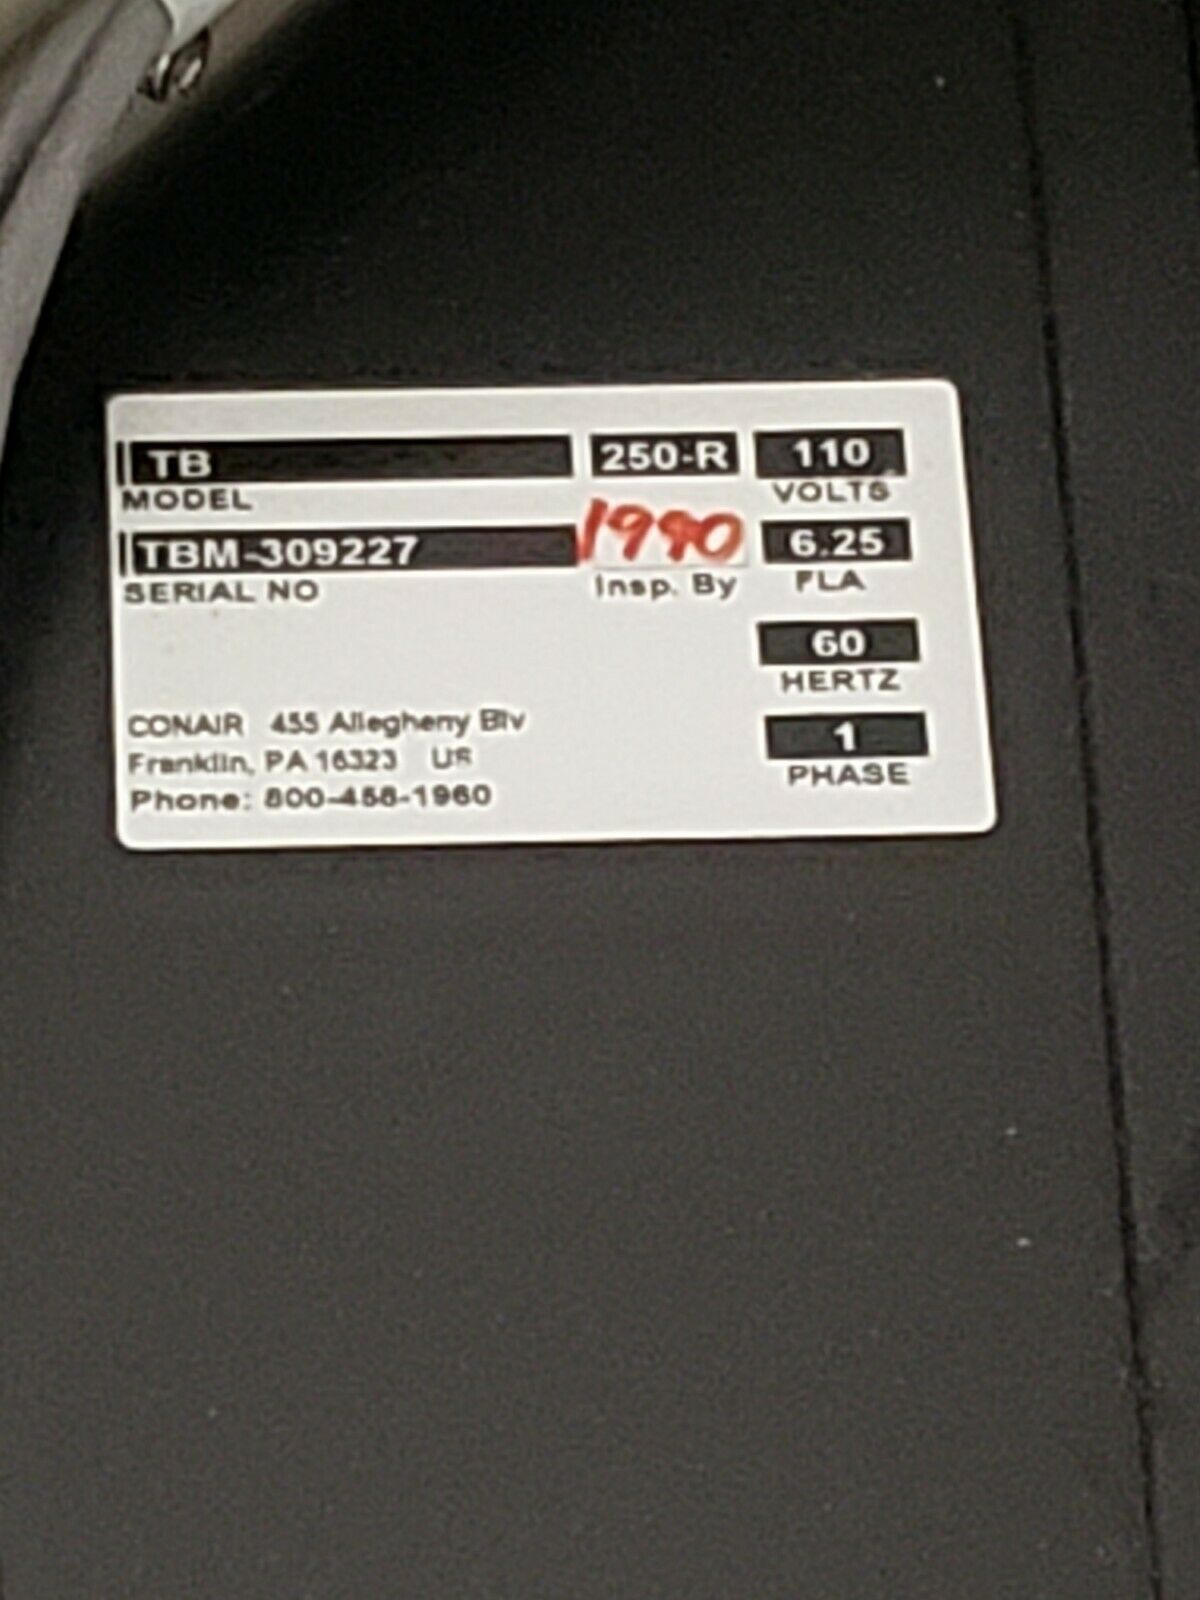 TB 250-R 110
MODEL VOLTS
TBM-309227 1990 6.25
SERIAL NO Insp. By FLA
60
HERTZ
CONAIR 455 Allegheny Blv
1
Franklin, PA 16323 US
PHASE
Phone: 800-458-1960